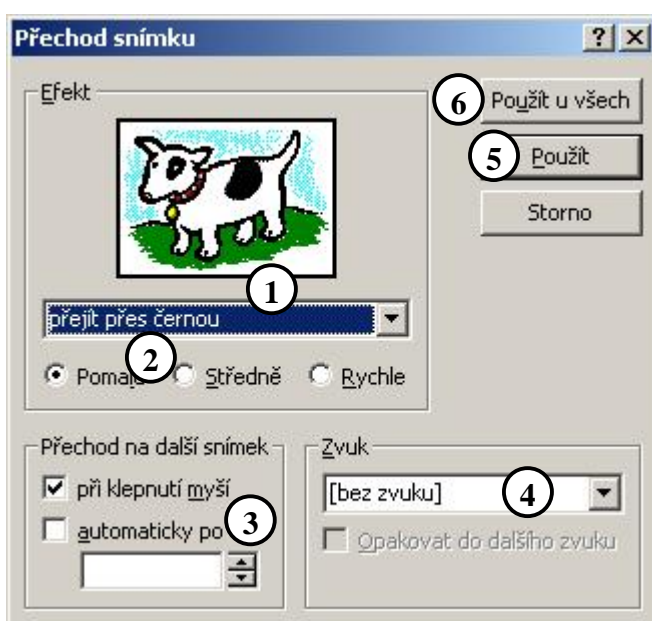 Přechod snímku
Efekt
6 Použít u všech
5 Použít
Storno
1
přejít přes černou
2
Pomalu Středně Rychle
Přechod na další snímek
při klepnutí myší
automaticky po 3
Zvuk
[bez zvuku] 4
Opakovat do dalšího zvuku